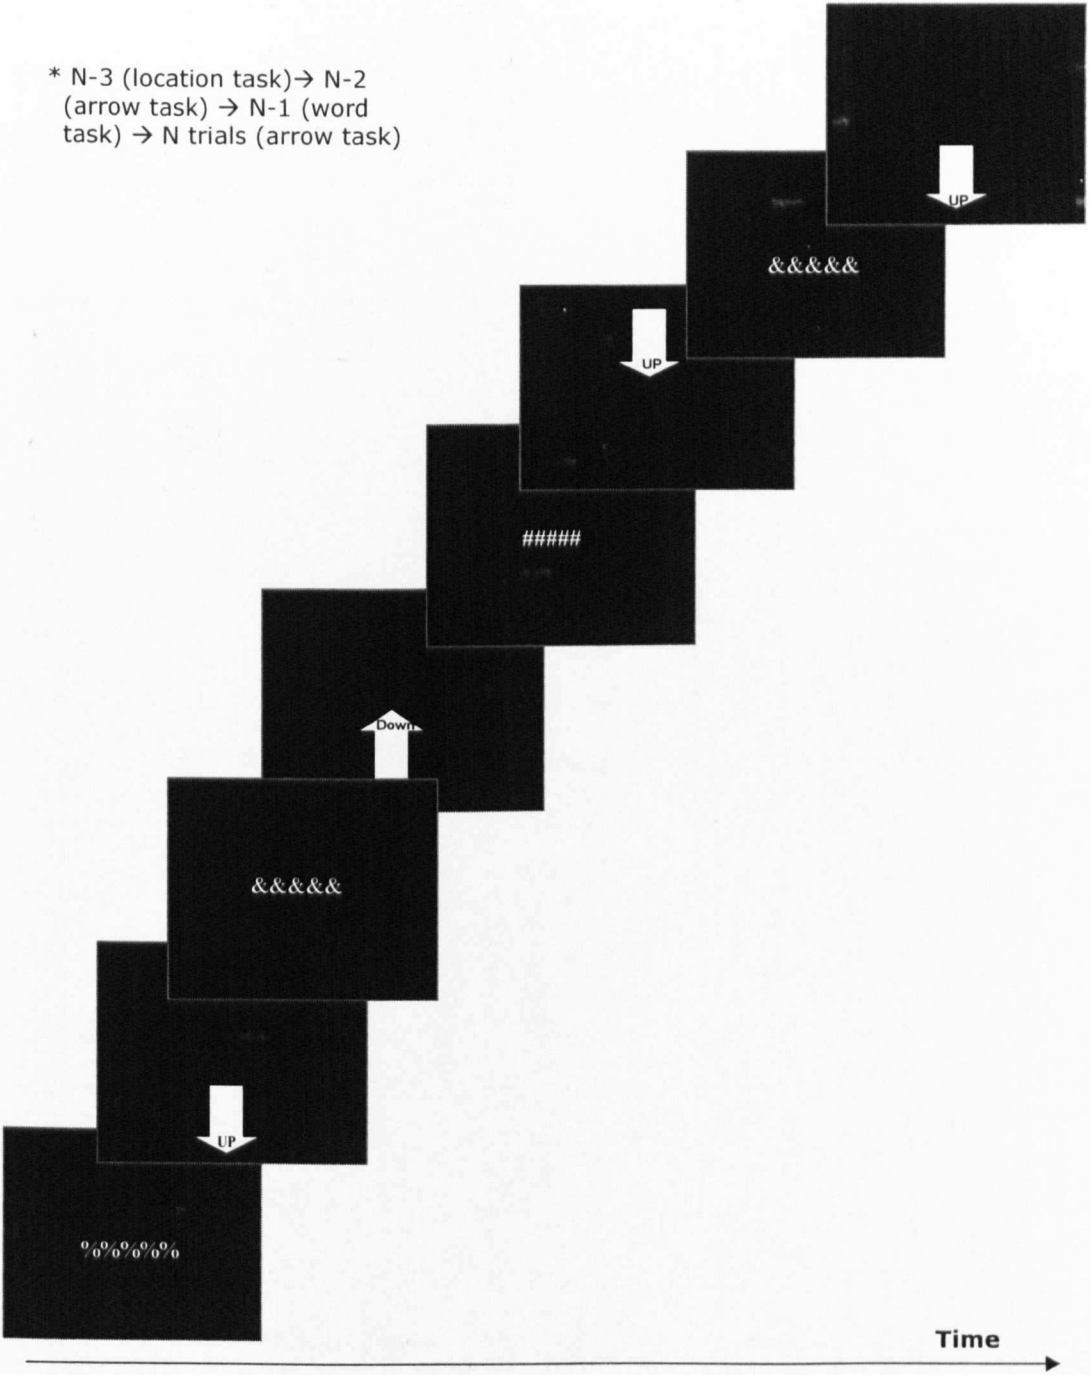 * N-3 (location task)→ N-2
(arrow task) → N-1 (word
task) → N trials (arrow task)
UP
&&&&&
UP
#####
Down
&&&&&
UP
%%%%%
Time